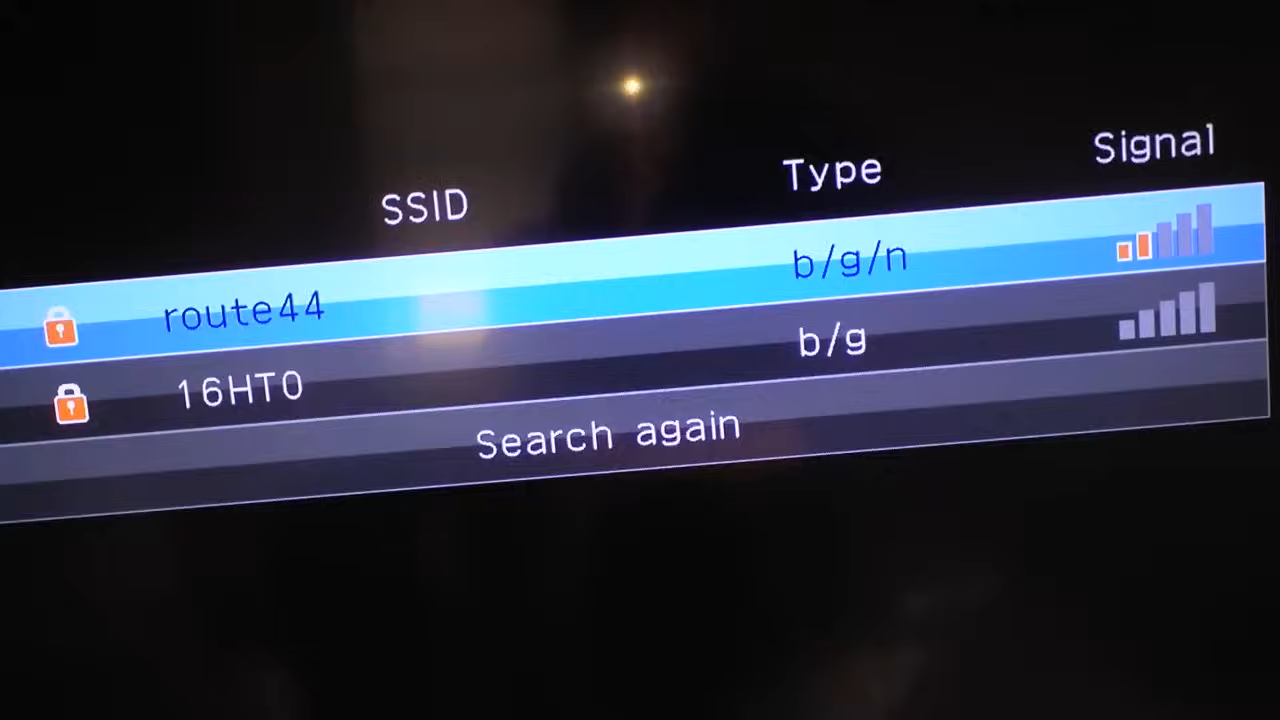 SSID Type Signal
route44 b/g/n
16HT0 b/g
Search again